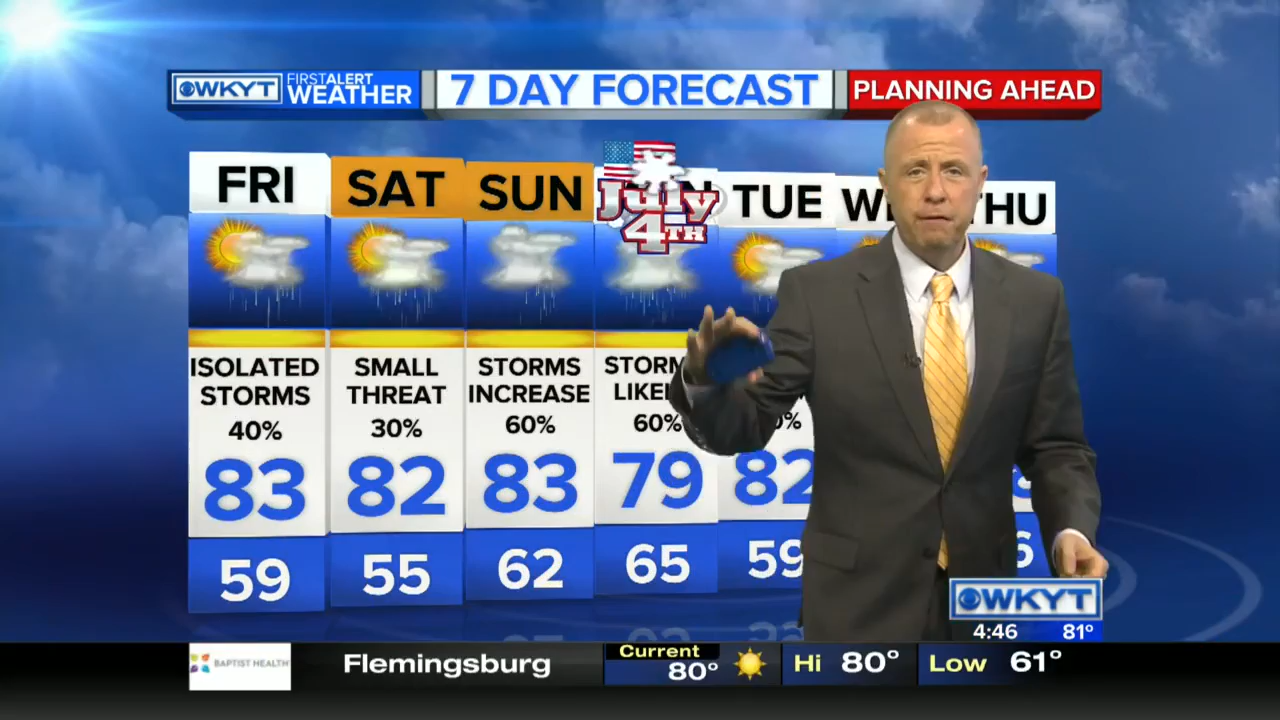 WKYT FIRST ALERT WEATHER 7 DAY FORECAST PLANNING AHEAD
FRI
ISOLATED
STORMS
40%
83
59
SAT
SMALL
THREAT
30%
82
55
SUN
STORMS
INCREASE
60%
83
62
July
4TH
60%
79
65
TUE
82
59
WKYT
4:46 81°
BAPTIST HEALTH Flemingsburg Current 80° Hi 80° Low 61°